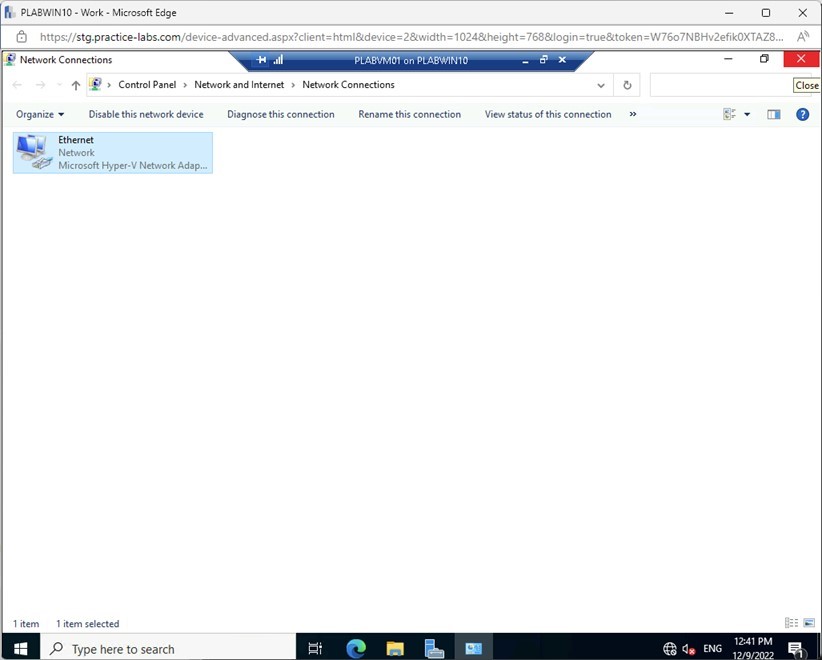 PLABWIN10 - Work - Microsoft Edge
https://stg.practice-labs.com/device-advanced.aspx?client=html&device=2&width=1024&height=768&login=true&token=W76o7NBHv2efik0XTAZ8...
Network Connections
PLABVM01 on PLABWIN10
Control Panel > Network and Internet > Network Connections
Close
Organize
Disable this network device
Diagnose this connection
Rename this connection
View status of this connection
»
Ethernet
Network
Microsoft Hyper-V Network Adap...
1 item
1 item selected
Type here to search
ENG
12:41 PM
12/9/2022
1